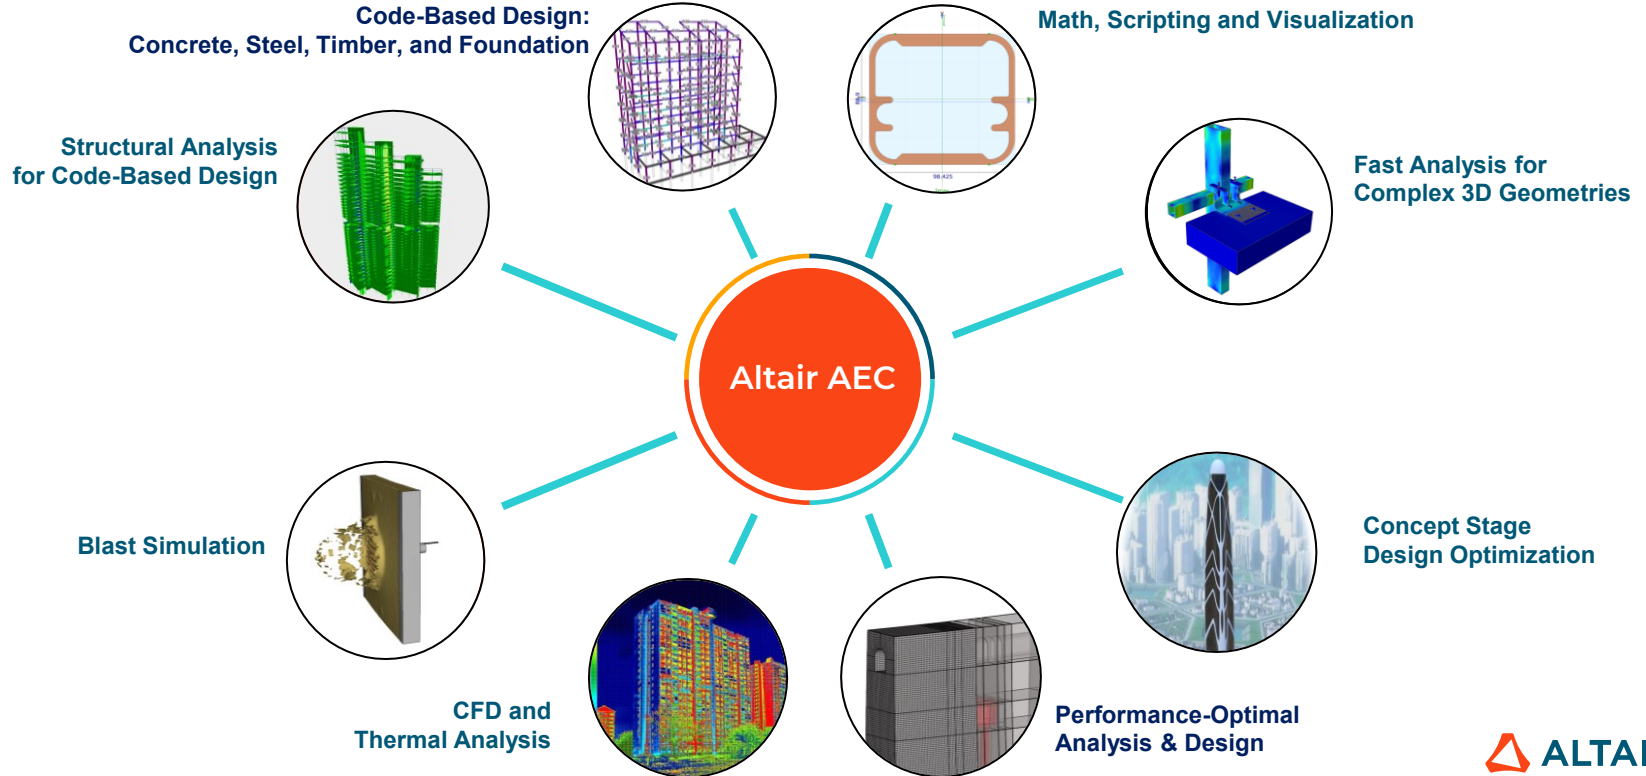 Code-Based Design:
Concrete, Steel, Timber, and Foundation
Math, Scripting and Visualization
Structural Analysis
for Code-Based Design
Fast Analysis for
Complex 3D Geometries
98.425
Altair AEC
Blast Simulation
Concept Stage
Design Optimization
CFD and
Thermal Analysis
Performance-Optimal
Analysis & Design
ALTAI